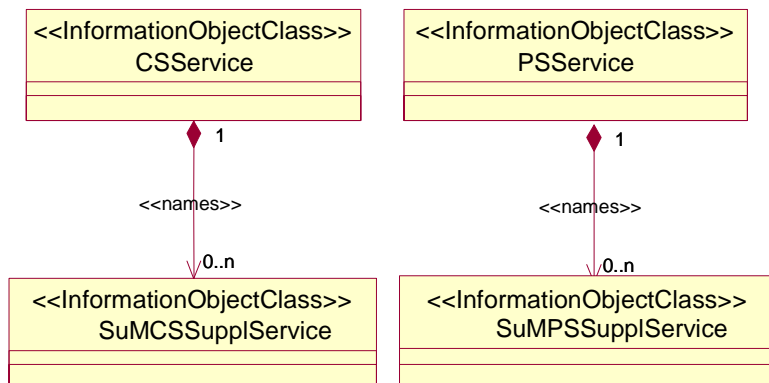 <<InformationObjectClass>>
CSService
<<InformationObjectClass>>
PSService
1
1
<<names>>
<<names>>
0..n
0..n
<<InformationObjectClass>>
SuMCSSupplService
<<InformationObjectClass>>
SuMPSSupplService